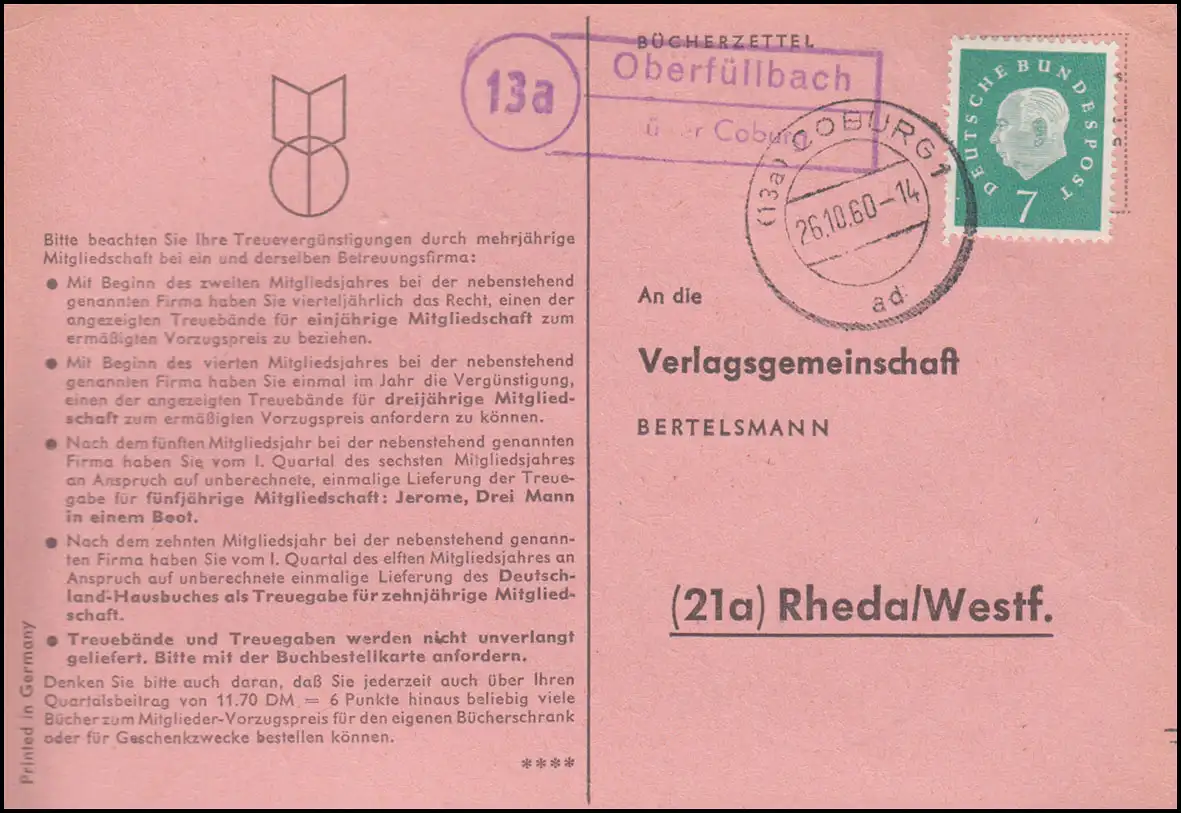 Bitte beachten Sie Ihre Treuevergünstigungen durch mehrjährige
Mitgliedschaft bei ein und derselben Betreuungsfirma:
● Mit Beginn des zweiten Mitgliedsjahres bei der nebenstehend
genannten Firma haben Sie vierteljährlich das Recht, einen der
angezeigten Treuebände für einjährige Mitgliedschaft zum
ermäßigten Vorzugspreis zu beziehen.
● Mit Beginn des vierten Mitgliedsjahres bei der nebenstehend
genannten Firma haben Sie einmal im Jahr die Vergünstigung,
einen der angezeigten Treuebände für dreijährige Mitglied-
schaft zum ermäßigten Vorzugspreis anfordern zu können.
● Nach dem fünften Mitgliedsjahr bei der nebenstehend genannten
Firma haben Sie vom I. Quartal des sechsten Mitgliedsjahres
an Anspruch auf unberechnete, einmalige Lieferung der Treue-
gabe für fünfjährige Mitgliedschaft: Jerome, Drei Mann
in einem Boot.
● Nach dem zehnten Mitgliedsjahr bei der nebenstehend genann-
ten Firma haben Sie vom I. Quartal des elften Mitgliedsjahres an
Anspruch auf unberechnete einmalige Lieferung des Deutsch-
land-Hausbuches als Treuegabe für zehnjährige Mitglied-
schaft.
● Treuebände und Treuegaben werden nicht unverlangt
geliefert. Bitte mit der Buchbestellkarte anfordern.
Denken Sie bitte auch daran, daß Sie jederzeit auch über Ihren
Quartalsbeitrag von 11.70 DM = 6 Punkte hinaus beliebig viele
Bücher zum Mitglieder-Vorzugspreis für den eigenen Bücherschrank
oder für Geschenkzwecke bestellen können.
****
Printed in Germany
BÜCHERZETTEL
13a
Oberfüllbach
Coburg
(13a) COBURG 1
26.10.60-14
ad
DEUTSCHE BUNDESPOST
7
An die
Verlagsgemeinschaft
BERTELSMANN
(21a) Rheda/Westf.